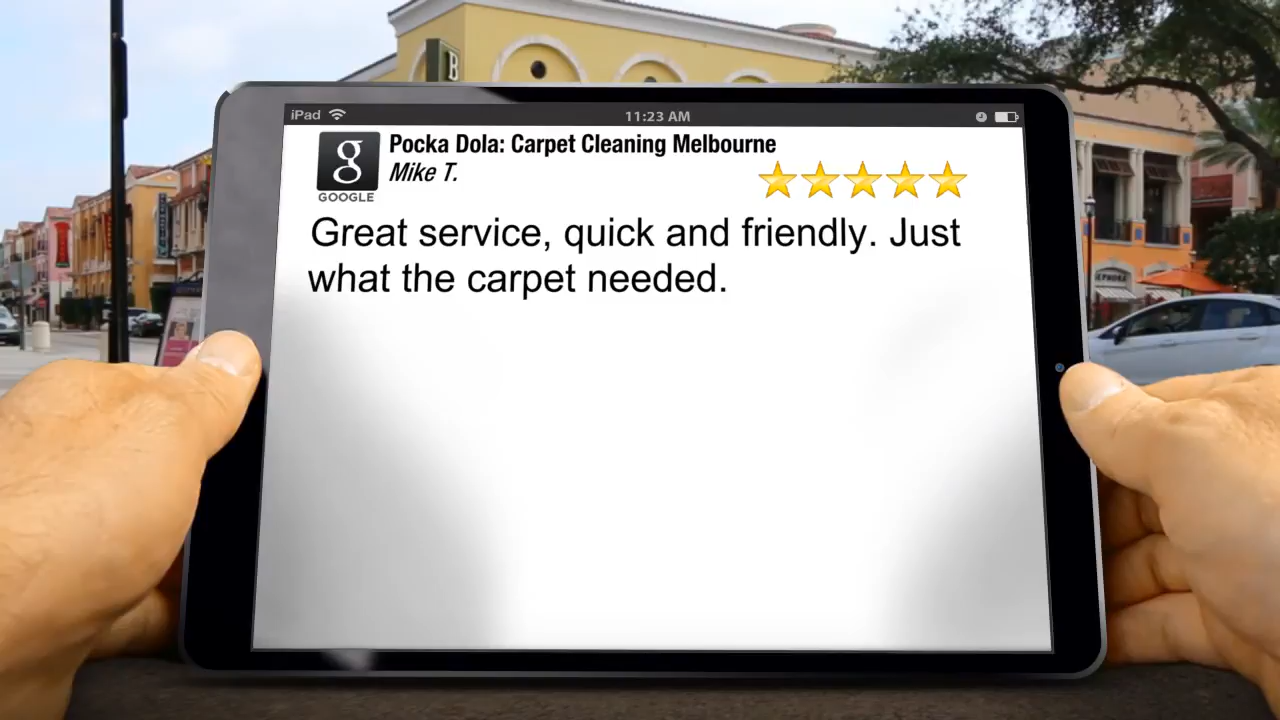 B
iPad
11:23 AM
g
GOOGLE
Pocka Dola: Carpet Cleaning Melbourne
Mike T.
Great service, quick and friendly. Just
what the carpet needed.